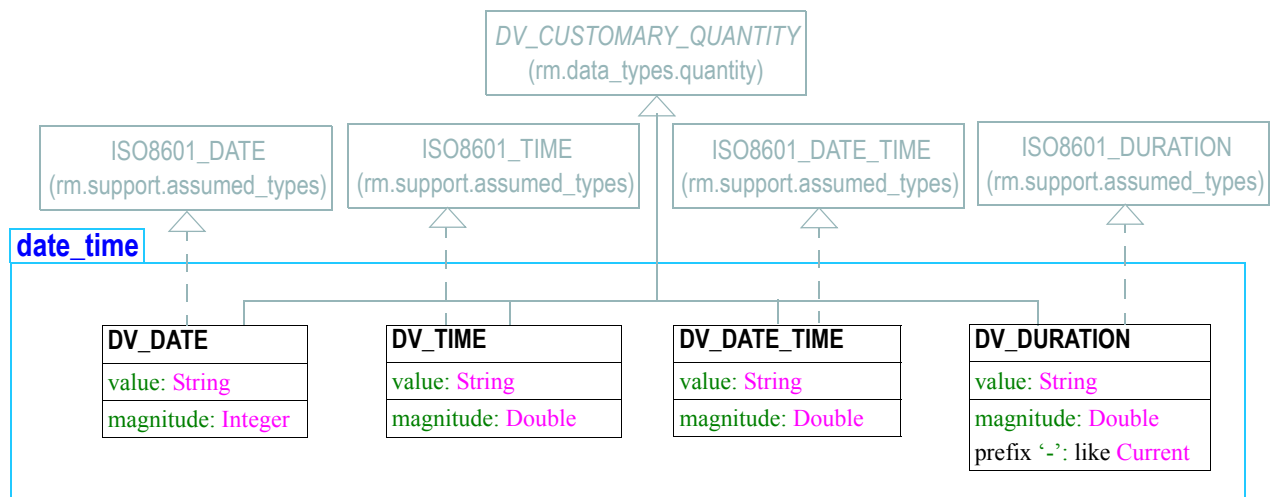 DV_CUSTOMARY_QUANTITY
(rm.data_types.quantity)
ISO8601_DATE
(rm.support.assumed_types)
ISO8601_TIME
(rm.support.assumed_types)
ISO8601_DATE_TIME
(rm.support.assumed_types)
ISO8601_DURATION
(rm.support.assumed_types)
date_time
DV_DATE
value: String
magnitude: Integer
DV_TIME
value: String
magnitude: Double
DV_DATE_TIME
value: String
magnitude: Double
DV_DURATION
value: String
magnitude: Double
prefix ‘-’: like Current